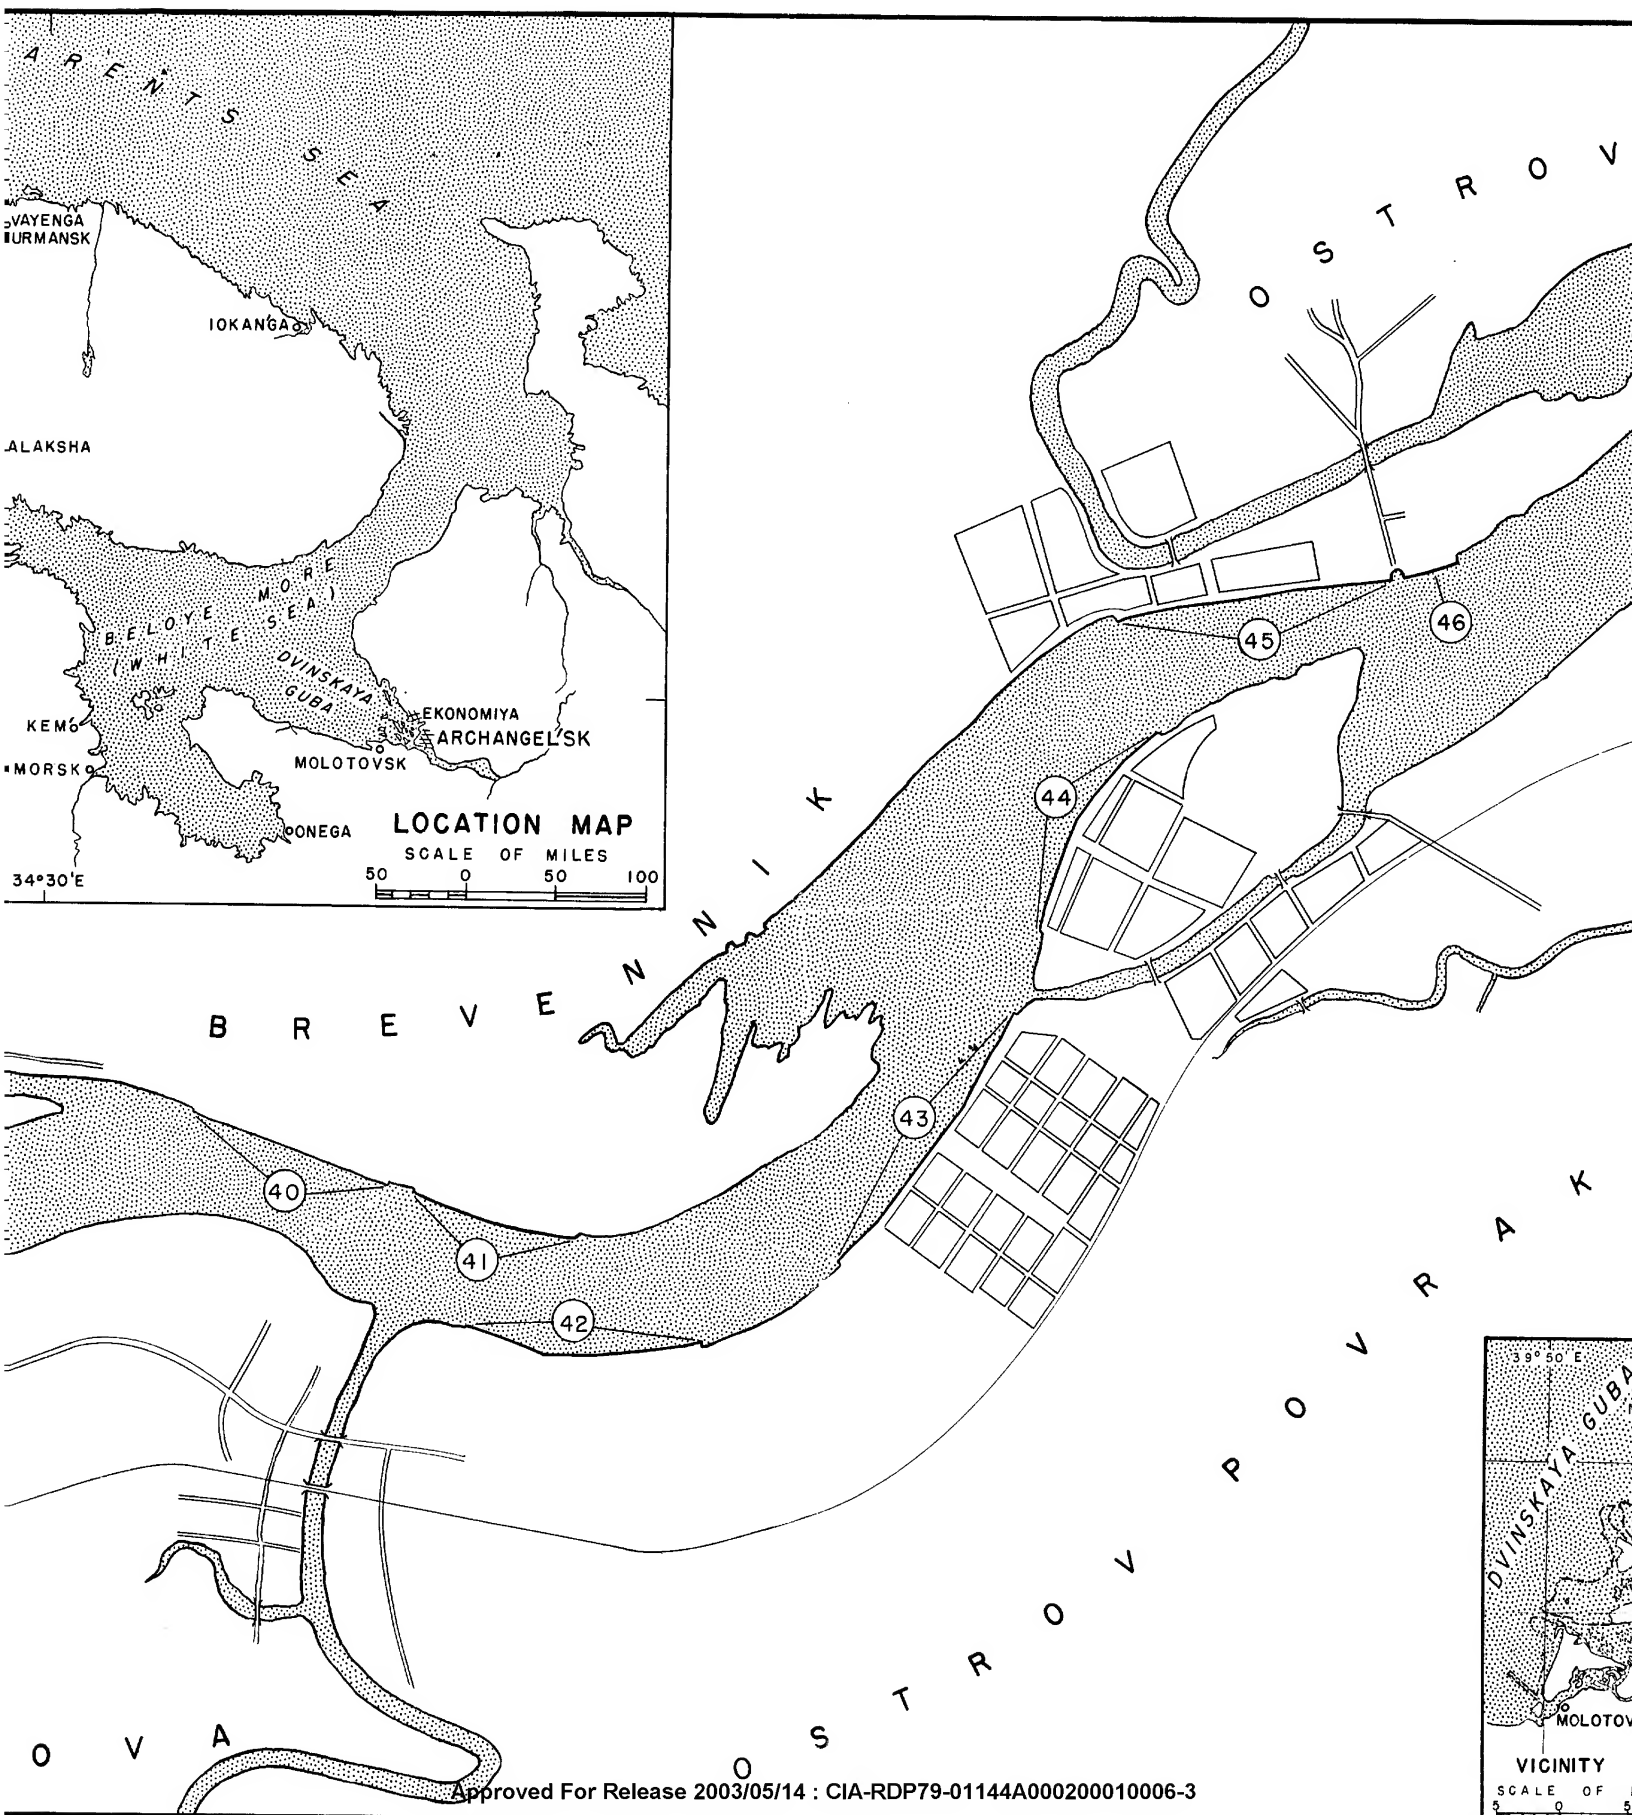 ARENTS SEA
VAYENGA
URMANSK
IOKANGA
ALAKSHA
BELOYE MORE
(WHITE SEA)
DVINSKAYA
GUBA
KEM
EKONOMIYA
ARCHANGEL'SK
MOLOTOVSK
MORSK
ONEGA
LOCATION MAP
SCALE OF MILES
50 0 50 100
34°30'E
OSTROV
BREVENNIK
46
45
44
43
40
41
42
OSTROV POVRAK
OVA
39°50'E
DVINSKAYA GUBA
MOLOTOV
VICINITY
SCALE OF
5 0 5
Approved For Release 2003/05/14 : CIA-RDP79-01144A000200010006-3